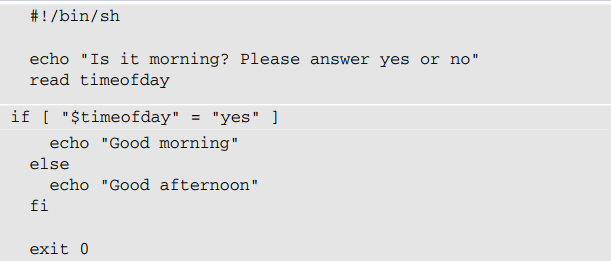 #!/bin/sh
echo "Is it morning? Please answer yes or no"
read timeofday
if [ "$timeofday" = "yes" ]
echo "Good morning"
else
echo "Good afternoon"
fi
exit 0